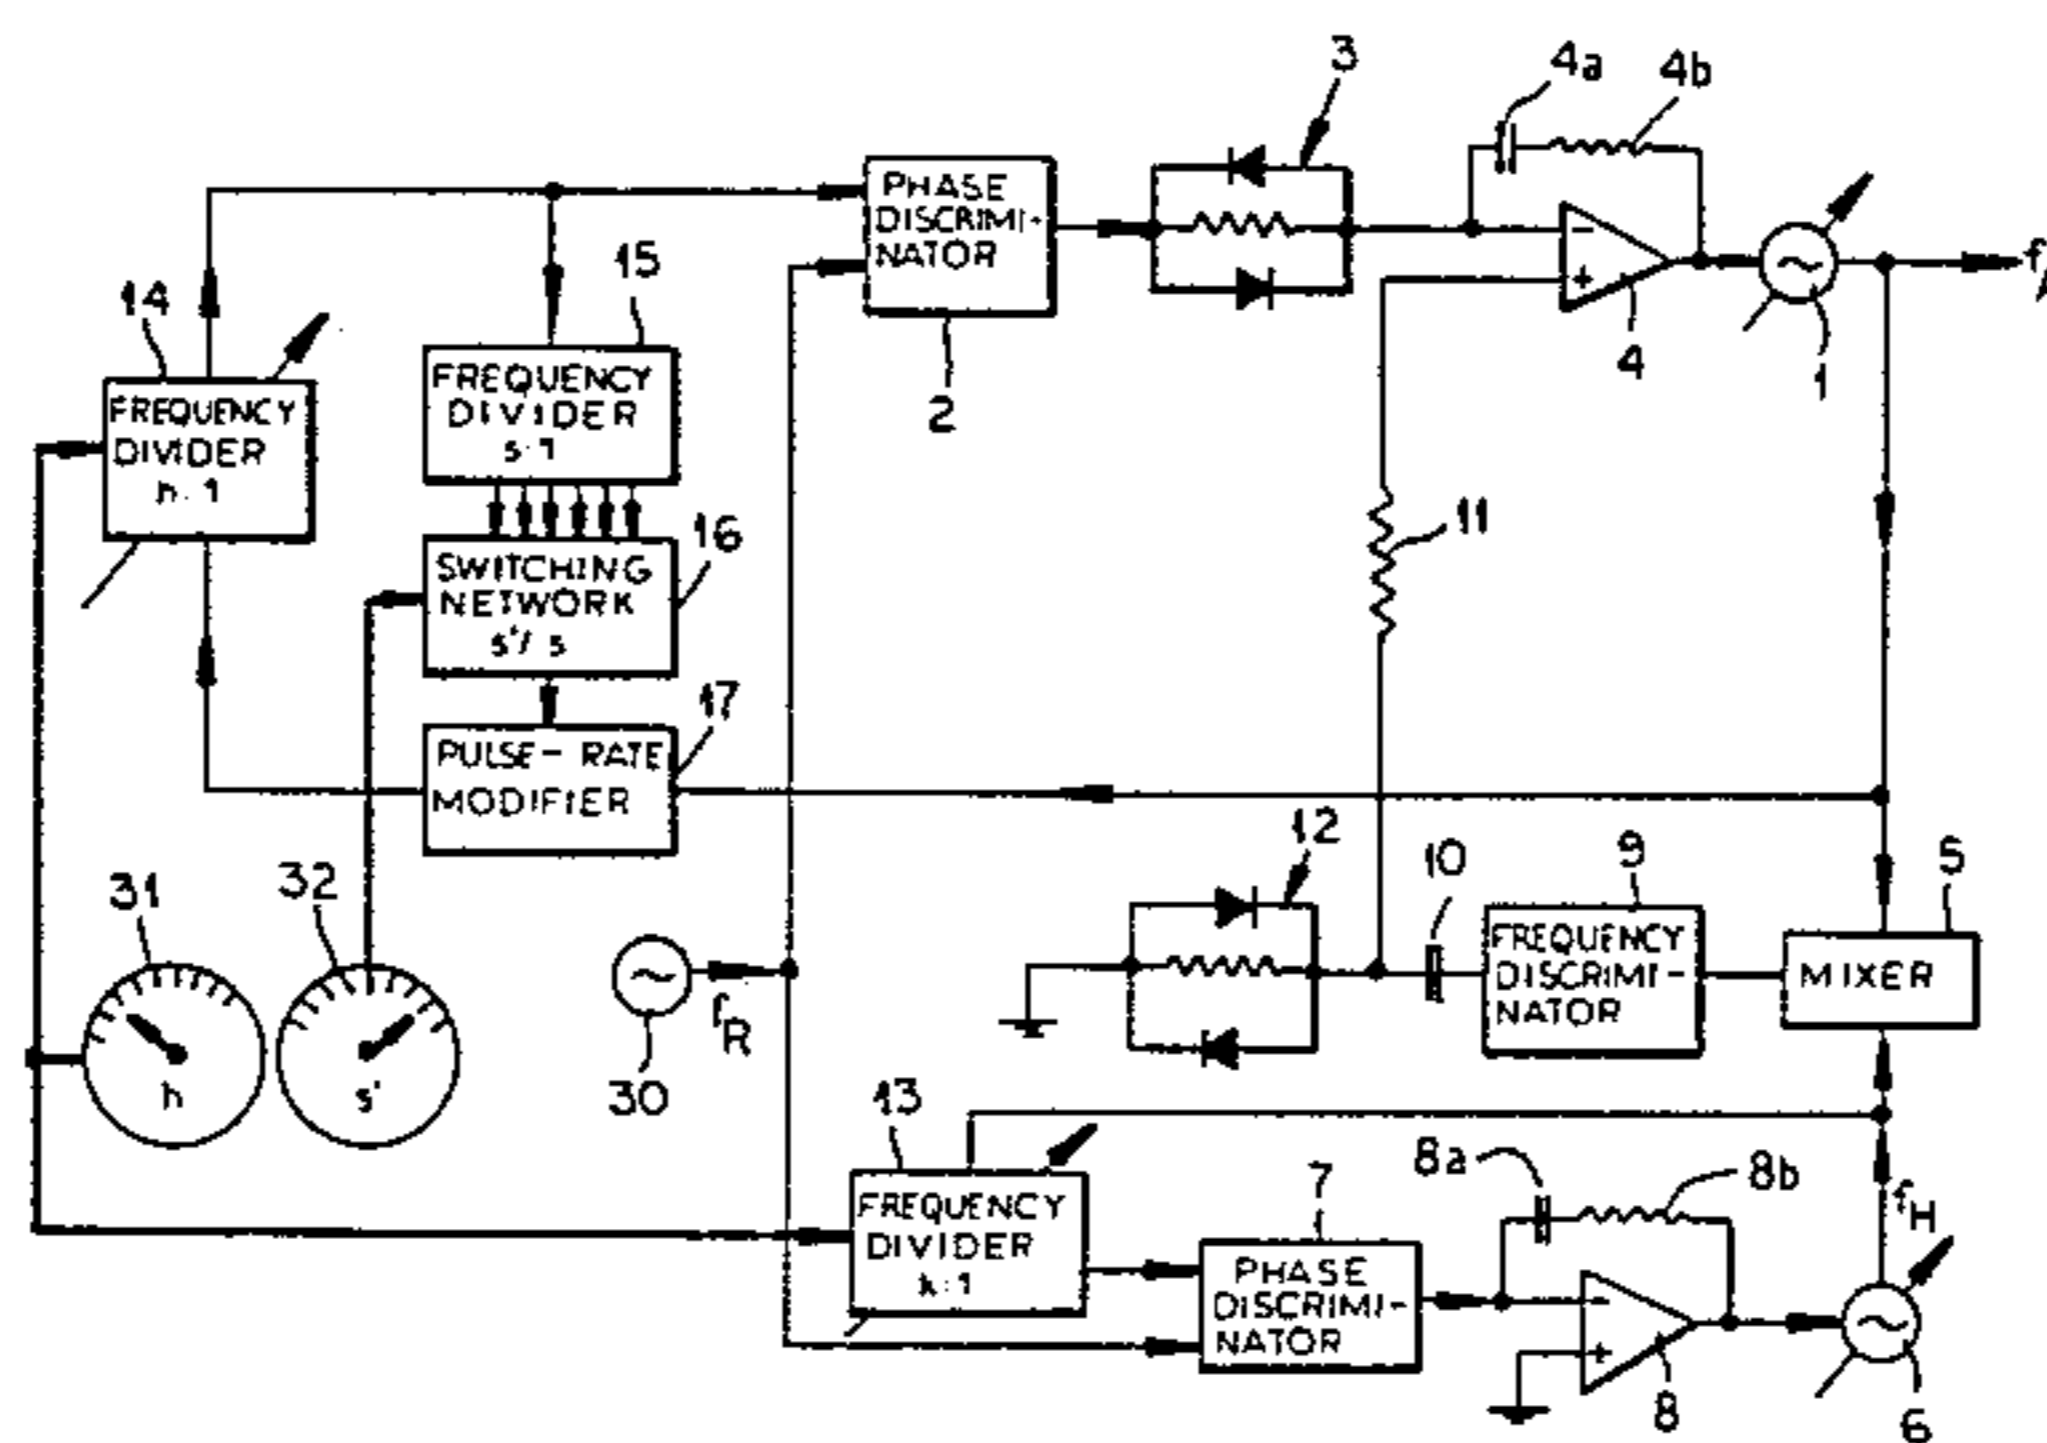 3
4a
4b
PHASE
DISCRIMI-
NATOR
15
14
2
4
1
FREQUENCY
DIVIDER
s:1
FREQUENCY
DIVIDER
h:1
11
16
SWITCHING
NETWORK
s'/s
17
PULSE-RATE
MODIFIER
12
10
9
5
31
32
FREQUENCY
DISCRIMI-
NATOR
MIXER
h
s'
30
fR
13
8a
7
8b
fH
FREQUENCY
DIVIDER
k:1
PHASE
DISCRIMI-
NATOR
-
+
-
+
8
6